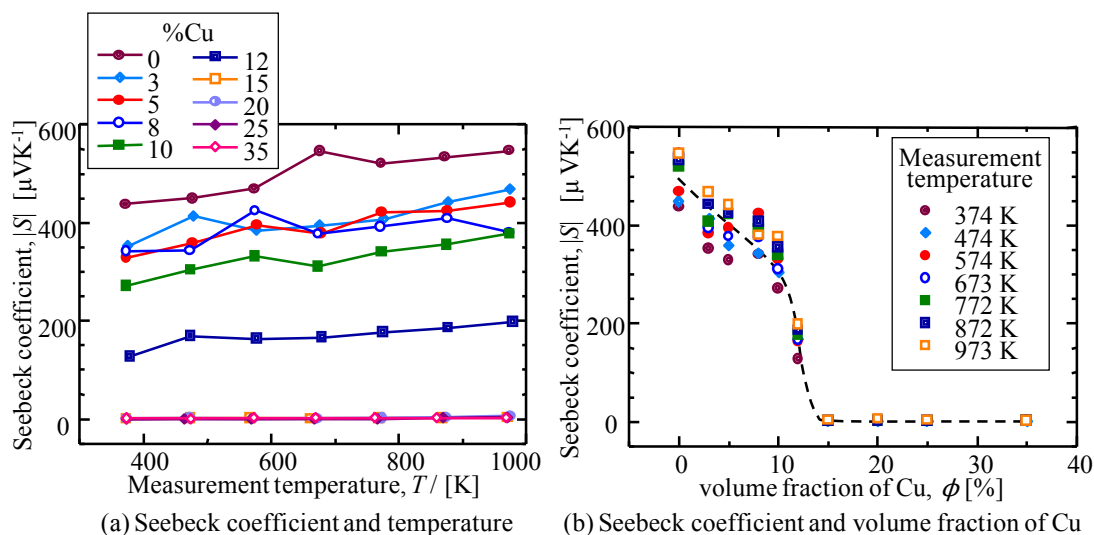 %Cu
0
3
5
8
10
12
15
20
25
35
Seebeck coefficient, |S| [μVK⁻¹]
600
400
200
0
400
600
800
1000
Measurement temperature, T / [K]
(a) Seebeck coefficient and temperature
Seebeck coefficient, |S| [μ VK⁻¹]
600
400
200
0
Measurement
temperature
374 K
474 K
574 K
673 K
772 K
872 K
973 K
0
10
20
30
40
volume fraction of Cu, ϕ [%]
(b) Seebeck coefficient and volume fraction of Cu